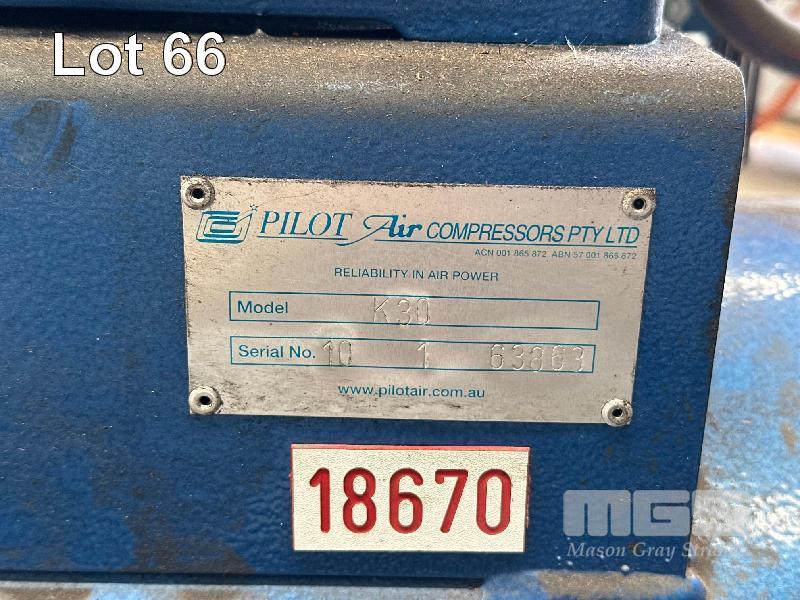 Lot 66
PILOT Air COMPRESSORS PTY LTD
ACN 001 865 872 ABN 57 001 865 872
RELIABILITY IN AIR POWER
Model K30
Serial No. 10 1 63863
www.pilotair.com.au
18670
MGS
Mason Gray